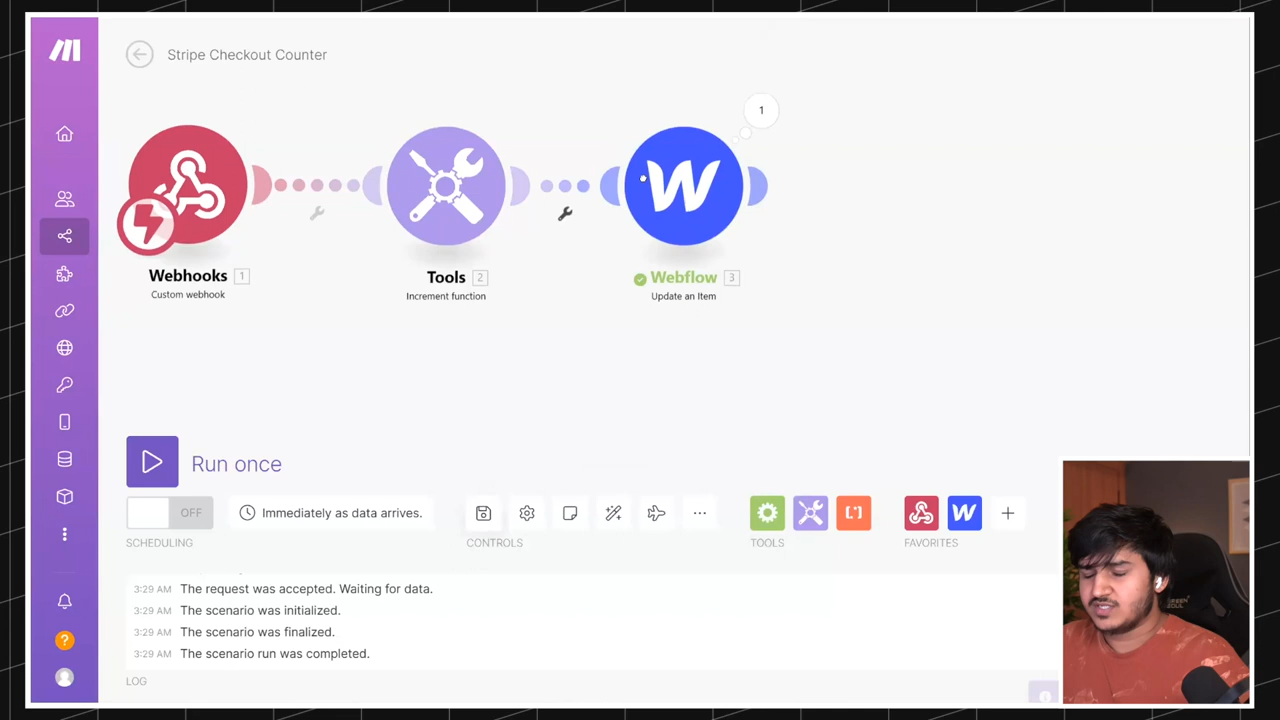 Stripe Checkout Counter
1
W
Webhooks 1
Custom webhook
Tools 2
Increment function
Webflow 3
Update an Item
Run once
OFF
Immediately as data arrives.
...
[*]
W
SCHEDULING
CONTROLS
TOOLS
FAVORITES
3:29 AM The request was accepted. Waiting for data.
3:29 AM The scenario was initialized.
3:29 AM The scenario was finalized.
3:29 AM The scenario run was completed.
LOG
?